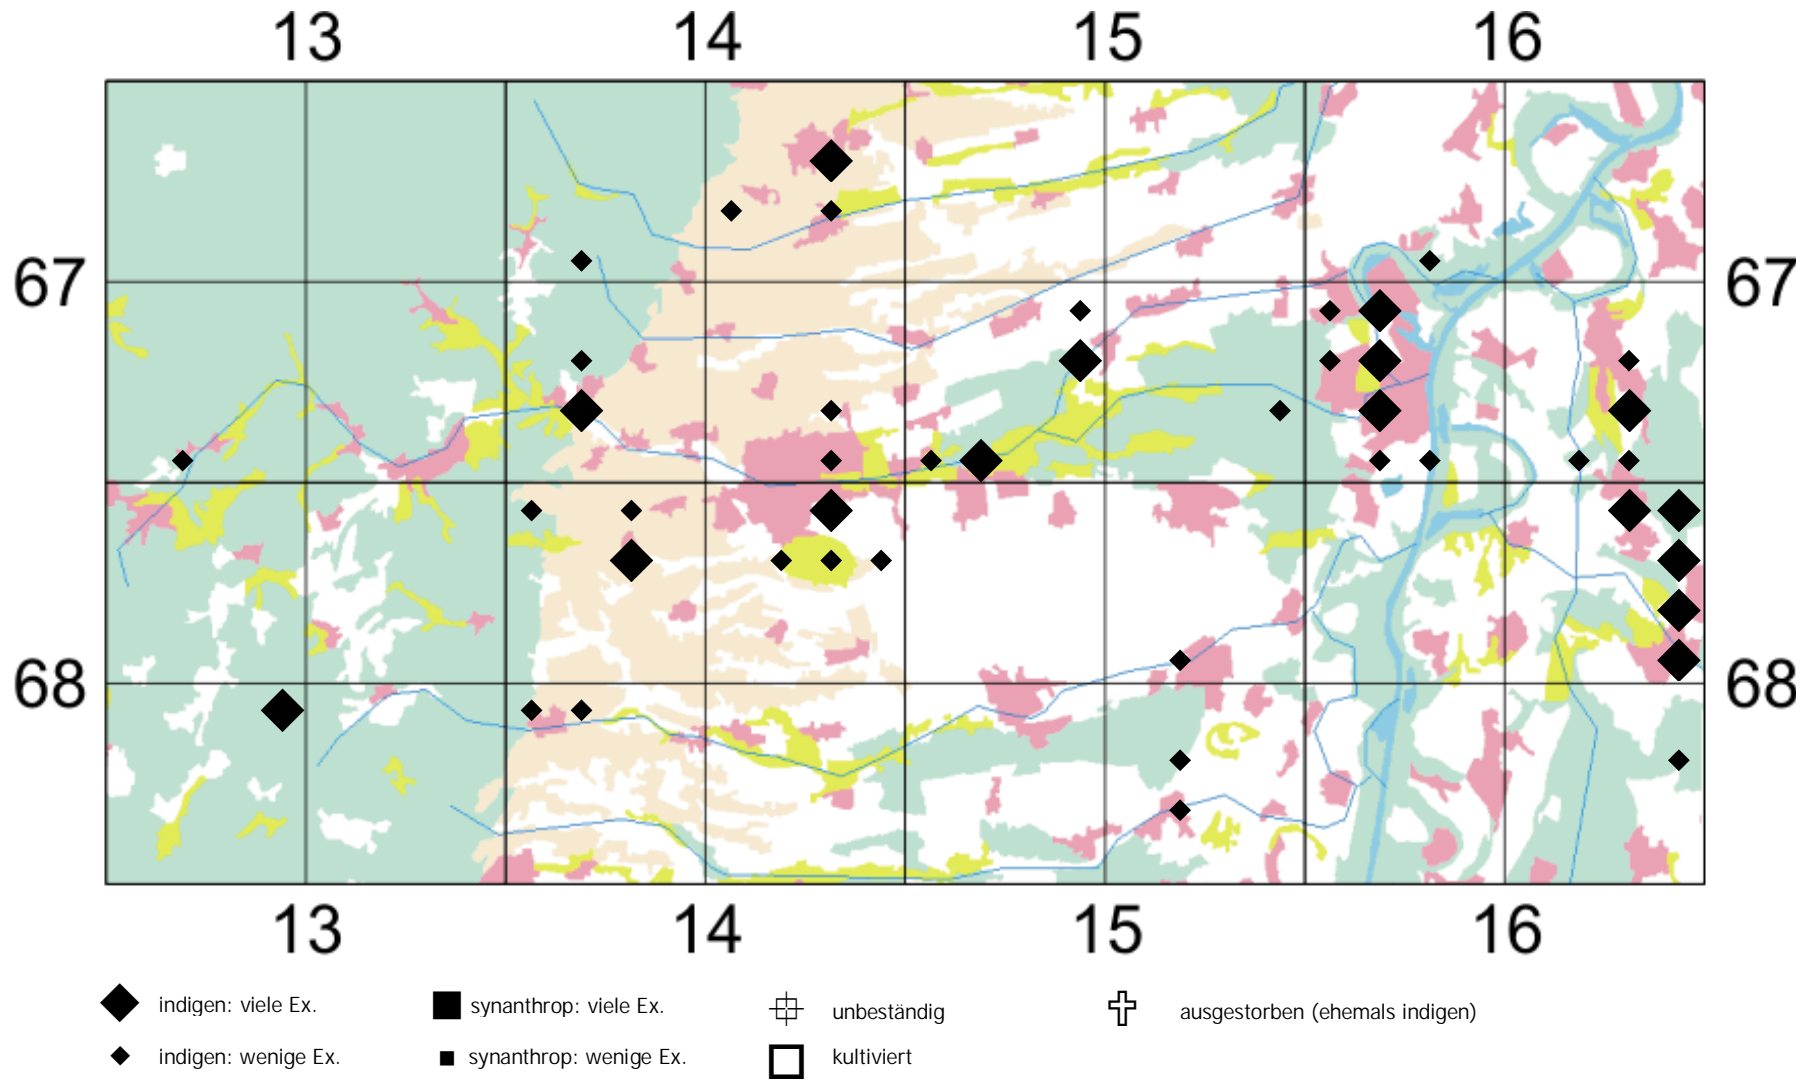 13 14 15 16
67 67
68 68
13 14 15 16
indigen: viele Ex. synanthrop: viele Ex. unbeständig ausgestorben (ehemals indigen)
indigen: wenige Ex. synanthrop: wenige Ex. kultiviert